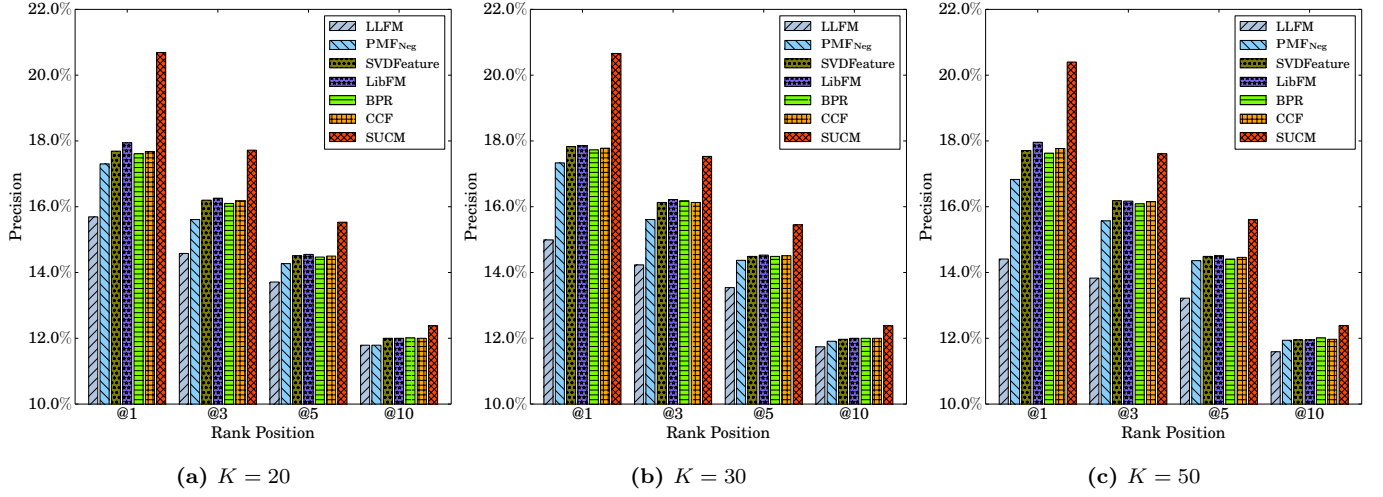 22.0%
20.0%
18.0%
16.0%
14.0%
12.0%
10.0%
Precision
LLFM
PMF_Neg
SVDFeature
LibFM
BPR
CCF
SUCM
@1 @3 @5 @10
Rank Position
(a) K = 20
22.0%
20.0%
18.0%
16.0%
14.0%
12.0%
10.0%
Precision
LLFM
PMF_Neg
SVDFeature
LibFM
BPR
CCF
SUCM
@1 @3 @5 @10
Rank Position
(b) K = 30
22.0%
20.0%
18.0%
16.0%
14.0%
12.0%
10.0%
Precision
LLFM
PMF_Neg
SVDFeature
LibFM
BPR
CCF
SUCM
@1 @3 @5 @10
Rank Position
(c) K = 50